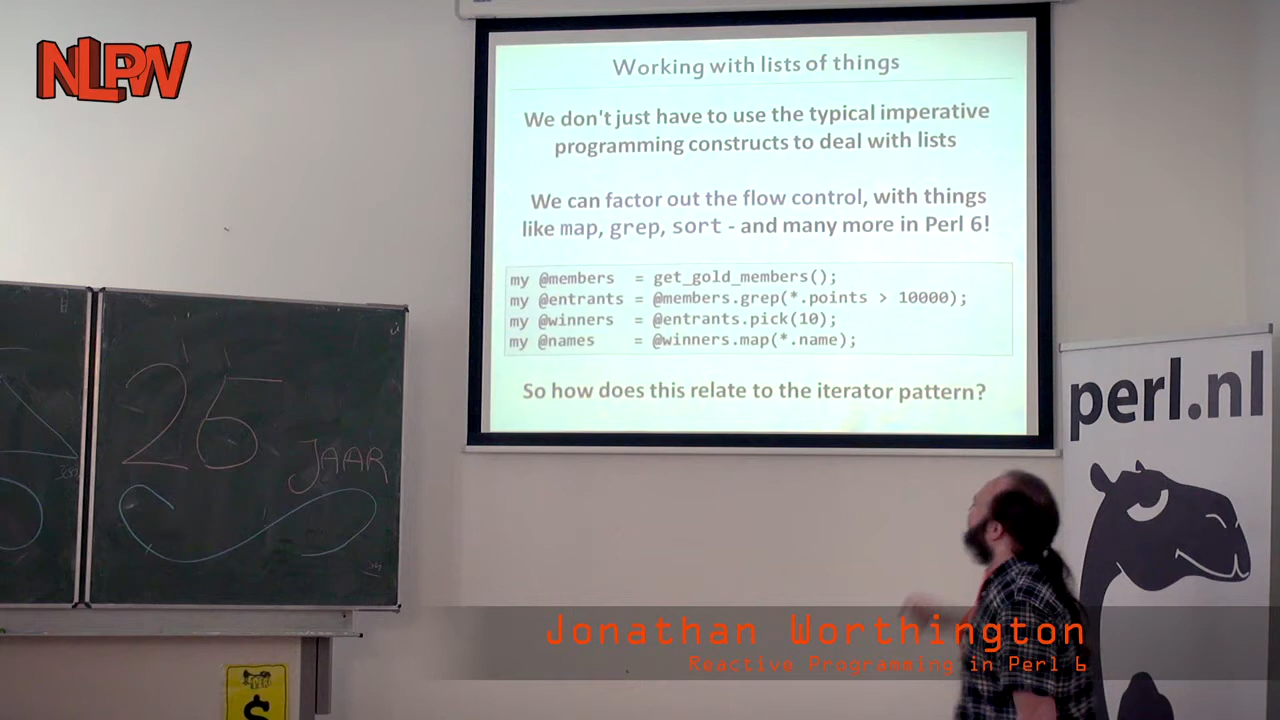 NLPW
Working with lists of things
We don't just have to use the typical imperative
programming constructs to deal with lists
We can factor out the flow control, with things
like map, grep, sort - and many more in Perl 6!
my @members = get_gold_members();
my @entrants = @members.grep(*.points > 10000);
my @winners = @entrants.pick(10);
my @names = @winners.map(*.name);
So how does this relate to the iterator pattern?
perl.nl
25
JAAR
Jonathan Worthington
Reactive Programming in Perl 6
$